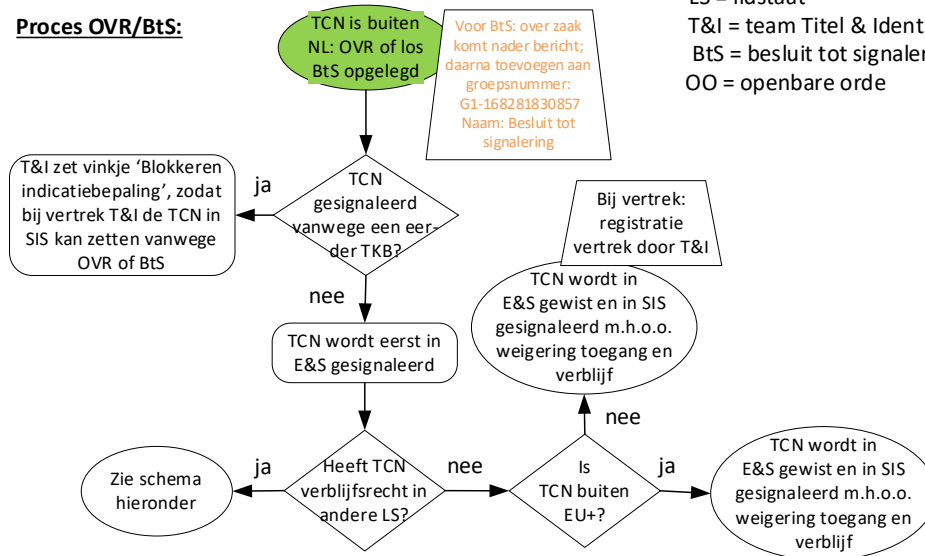 Proces OVR/BtS:
TCN is buiten
NL: OVR of los
BtS opgelegd
Voor BtS: over zaak
komt nader bericht;
daarna toevoegen aan
groepsnummer:
G1-168281830857
Naam: Besluit tot
signalering
LS = lidstaat
T&I = team Titel & Ident
BtS = besluit tot signaler
OO = openbare orde
T&I zet vinkje ‘Blokkeren
indicatiebepaling’, zodat
bij vertrek T&I de TCN in
SIS kan zetten vanwege
OVR of BtS
ja
TCN
gesignaleerd
vanwege een eer-
der TKB?
nee
Bij vertrek:
registratie
vertrek door T&I
TCN wordt in
E&S gewist en in SIS
gesignaleerd m.h.o.o.
weigering toegang en
verblijf
TCN wordt eerst in
E&S gesignaleerd
nee
Zie schema
hieronder
ja
Heeft TCN
verblijfsrecht in
andere LS?
nee
Is
TCN buiten
EU+?
ja
TCN wordt in
E&S gewist en in SIS
gesignaleerd m.h.o.o.
weigering toegang en
verblijf